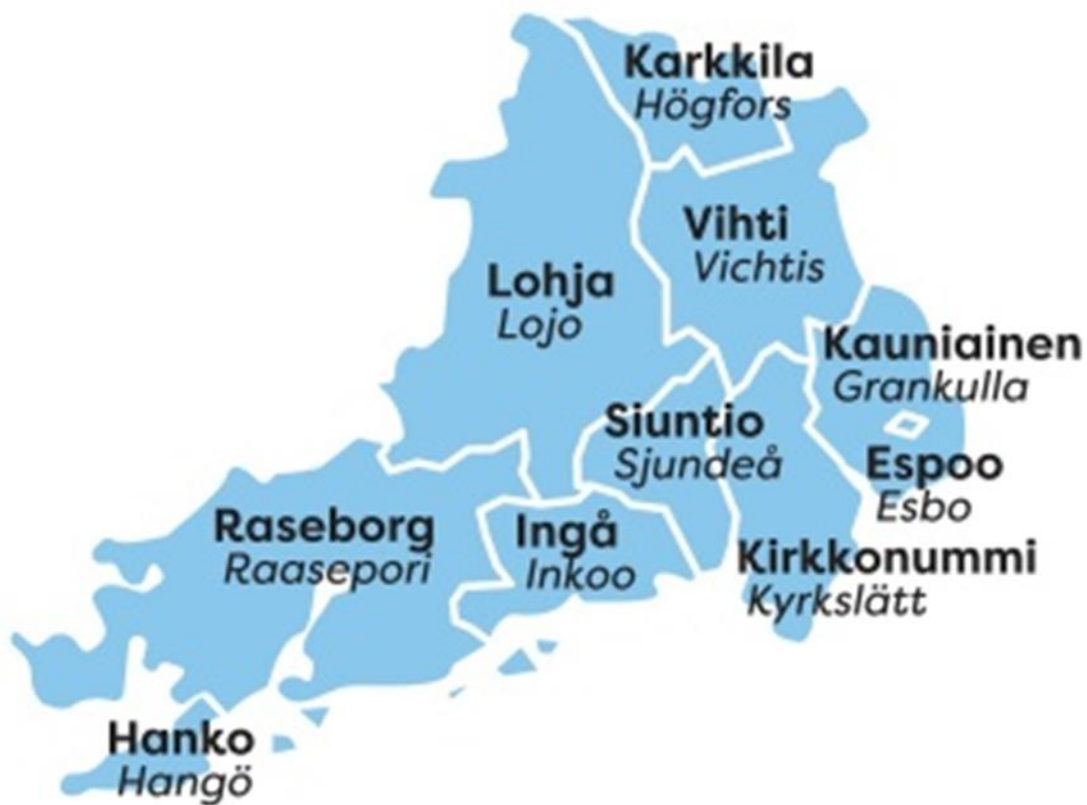 Karkkila
Högfors
Vihti
Vichtis
Lohja
Lojo
Kauniainen
Grankulla
Siuntio
Sjundeå
Espoo
Esbo
Raseborg
Raasepori
Ingå
Inkoo
Kirkkonummi
Kyrkslätt
Hanko
Hangö